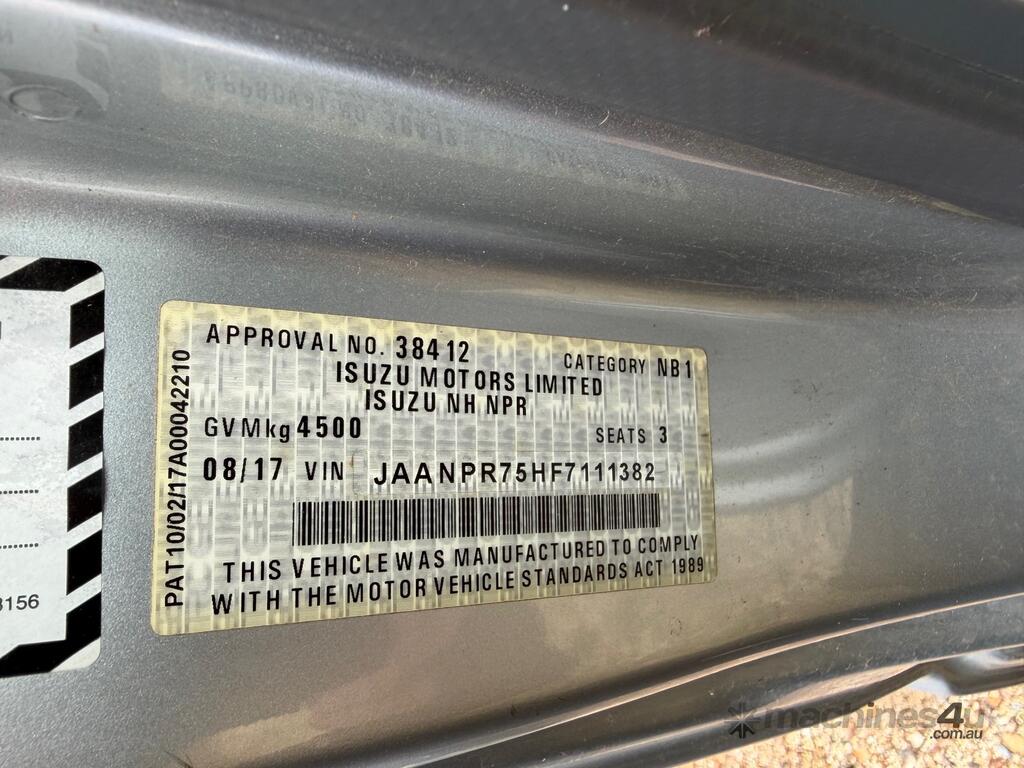 APPROVAL NO. 38412 CATEGORY NB1
ISUZU MOTORS LIMITED
ISUZU NH NPR
GVMkg 4500 SEATS 3
08/17 VIN JAANPR75HF7111382
THIS VEHICLE WAS MANUFACTURED TO COMPLY
WITH THE MOTOR VEHICLE STANDARDS ACT 1989
PAT10/02/17A00042210
3156
machines4u
.com.au